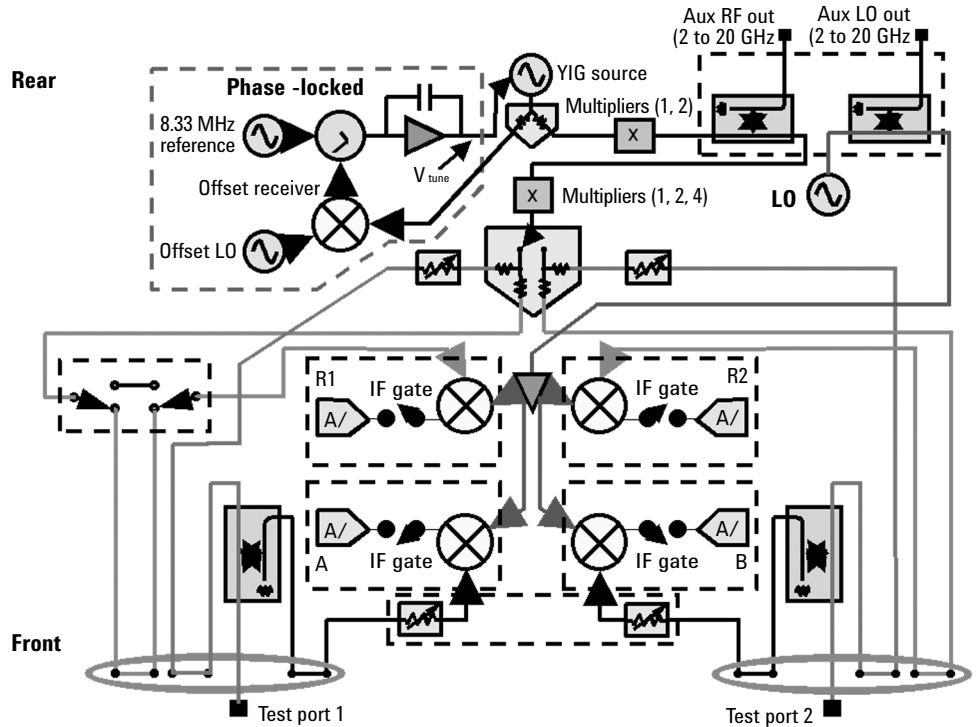 Aux RF out
(2 to 20 GHz
Aux LO out
(2 to 20 GHz
Rear
YIG source
Phase -locked
Multipliers (1, 2)
8.33 MHz
reference
x
V tune
Offset receiver
x
Multipliers (1, 2, 4)
LO
Offset LO
R1
IF gate
A/
R2
IF gate
A/
A/
IF gate
A
A/
IF gate
B
Front
Test port 1
Test port 2